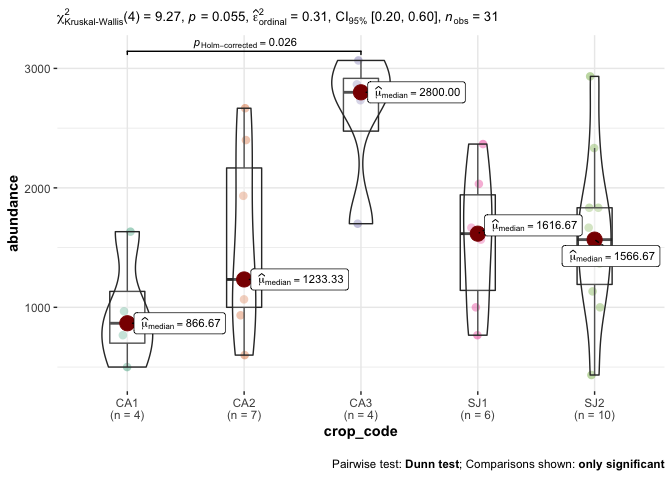 χ²Kruskal-Wallis(4) = 9.27, p = 0.055, ε̂²ordinal = 0.31, CI95% [0.20, 0.60], nobs = 31
pHolm-corrected = 0.026
3000
μ̂median = 2800.00
2000
μ̂median = 1616.67
μ̂median = 1566.67
μ̂median = 1233.33
1000
μ̂median = 866.67
abundance
CA1 CA2 CA3 SJ1 SJ2
(n = 4) (n = 7) (n = 4) (n = 6) (n = 10)
crop_code
Pairwise test: Dunn test; Comparisons shown: only significant